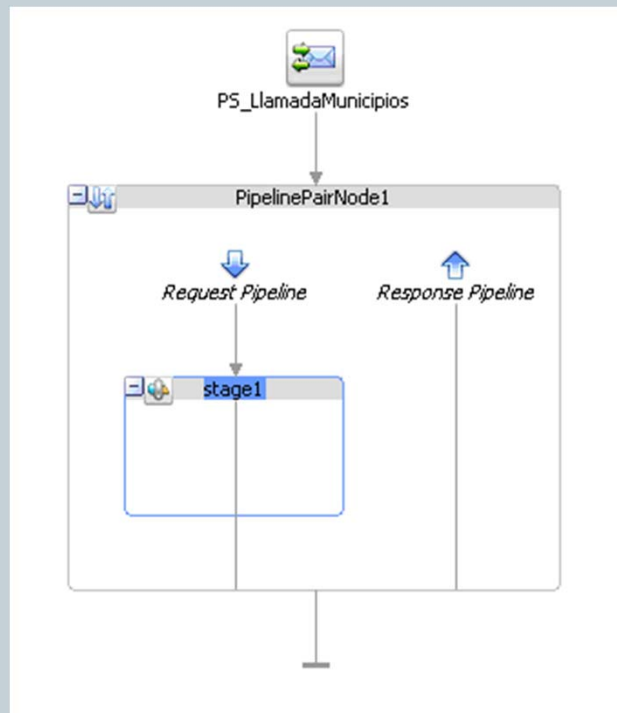 PS_LlamadaMunicipios
PipelinePairNode1
Request Pipeline
Response Pipeline
stage1